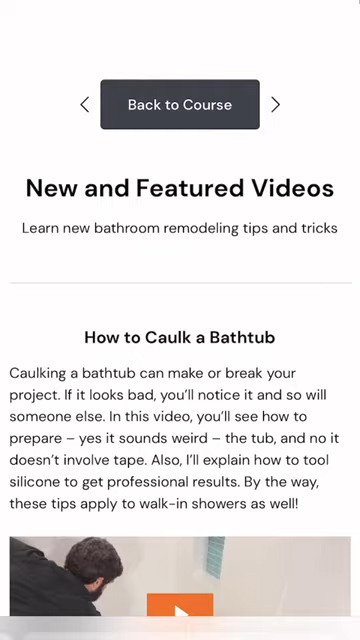 Back to Course
New and Featured Videos
Learn new bathroom remodeling tips and tricks
How to Caulk a Bathtub
Caulking a bathtub can make or break your
project. If it looks bad, you'll notice it and so will
someone else. In this video, you'll see how to
prepare – yes it sounds weird – the tub, and no it
doesn't involve tape. Also, I'll explain how to tool
silicone to get professional results. By the way,
these tips apply to walk-in showers as well!